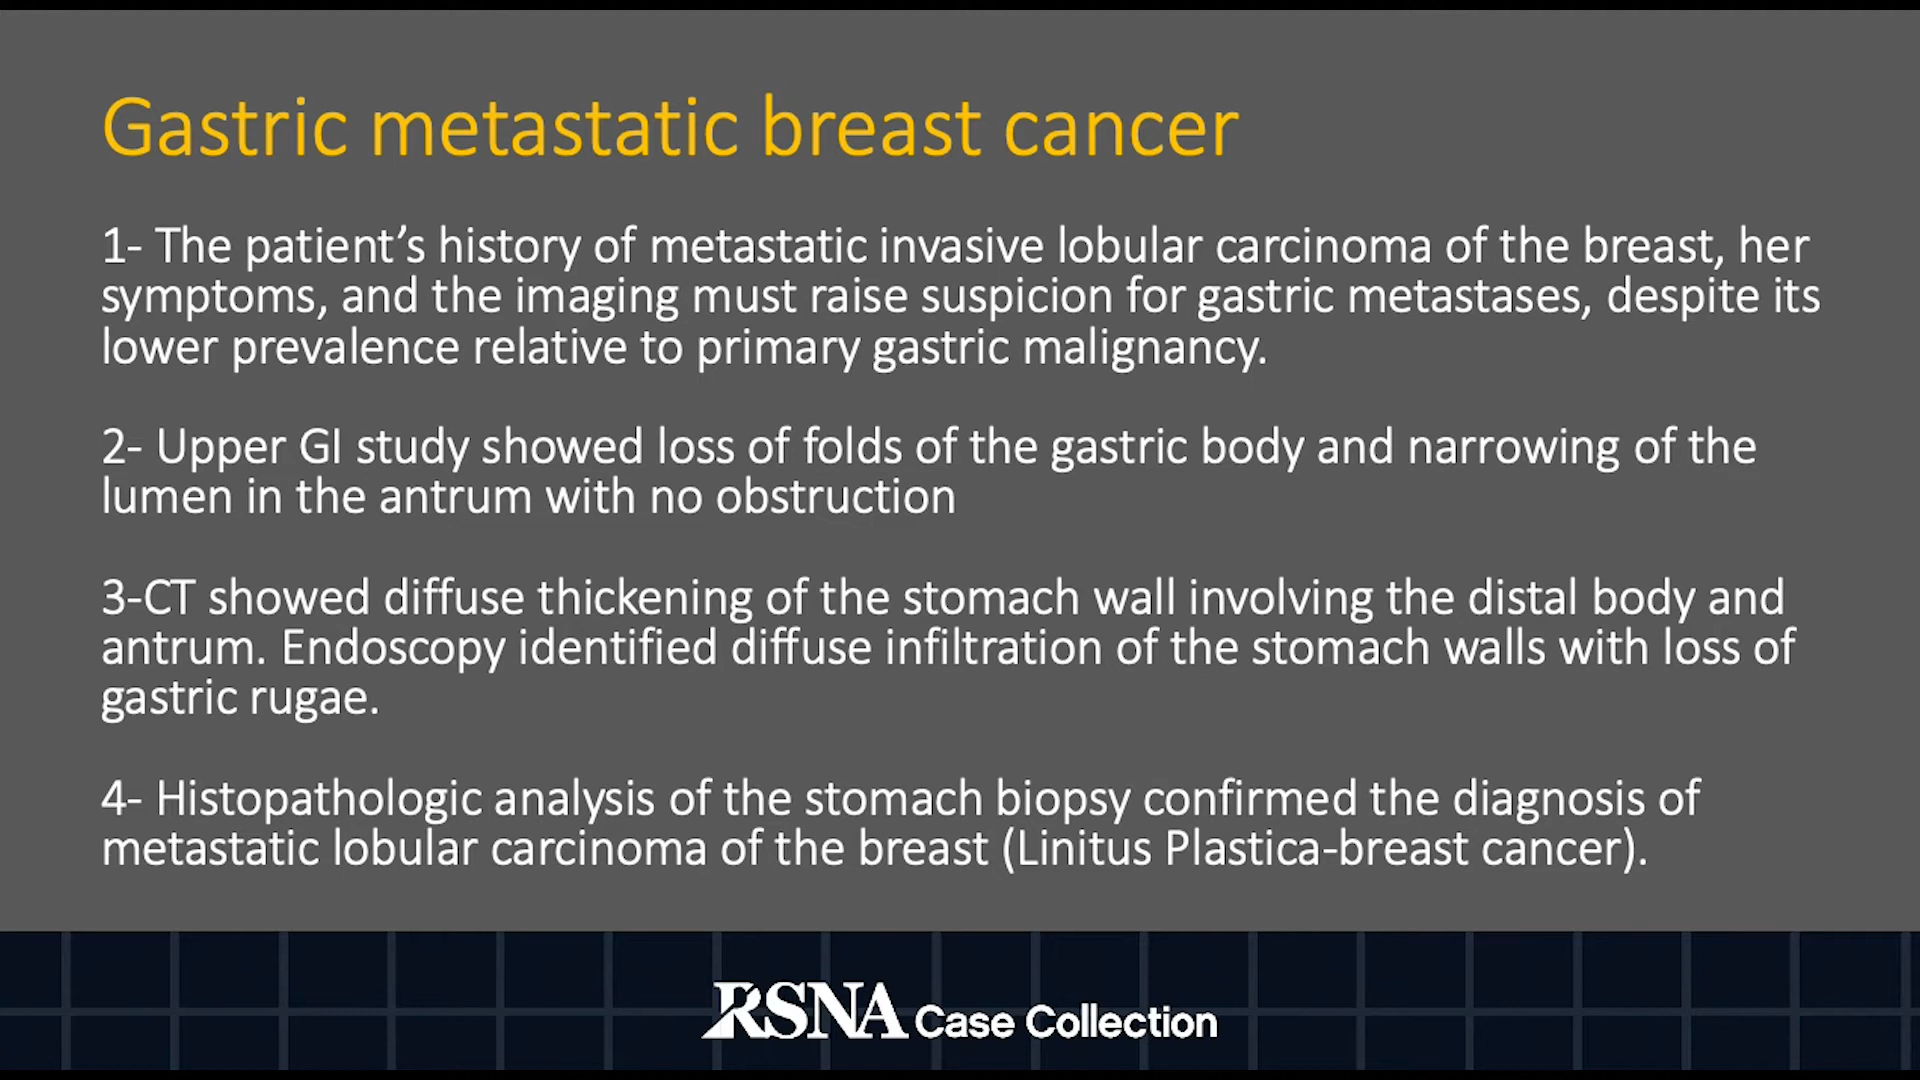 Gastric metastatic breast cancer
1- The patient’s history of metastatic invasive lobular carcinoma of the breast, her
symptoms, and the imaging must raise suspicion for gastric metastases, despite its
lower prevalence relative to primary gastric malignancy.
2- Upper GI study showed loss of folds of the gastric body and narrowing of the
lumen in the antrum with no obstruction
3-CT showed diffuse thickening of the stomach wall involving the distal body and
antrum. Endoscopy identified diffuse infiltration of the stomach walls with loss of
gastric rugae.
4- Histopathologic analysis of the stomach biopsy confirmed the diagnosis of
metastatic lobular carcinoma of the breast (Linitus Plastica-breast cancer).
RSNA Case Collection